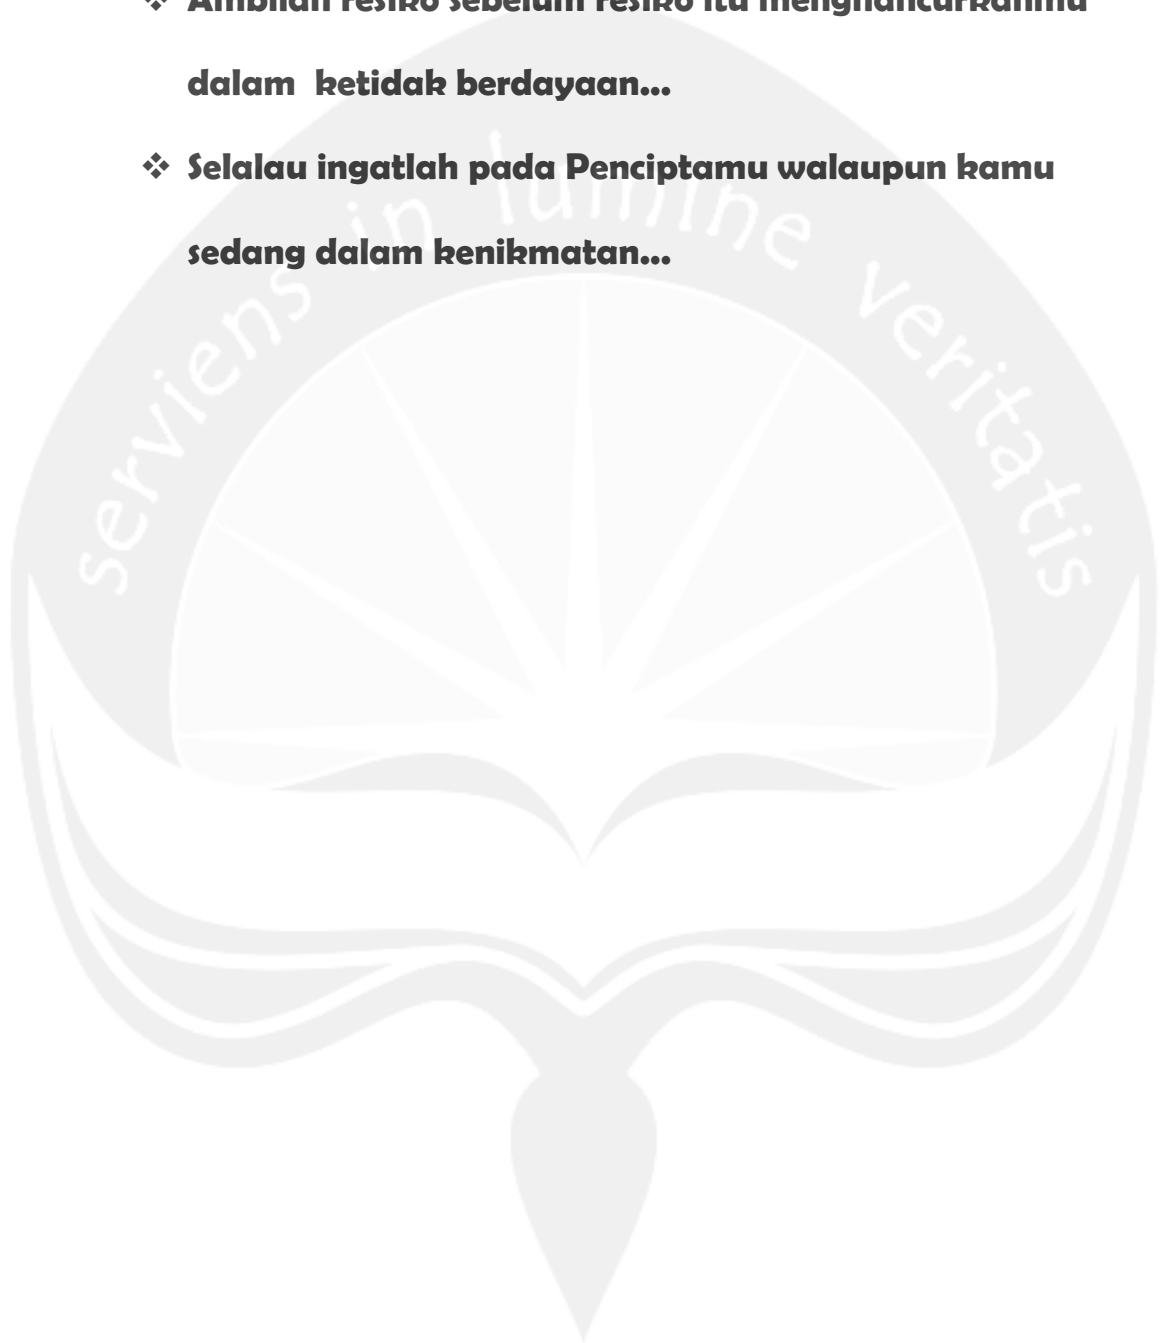 ❖ Ambillah resiko sebelum resiko itu menghancurkanmu
dalam ketidak berdayaan...
❖ Selalau ingatlah pada Penciptamu walaupun kamu
sedang dalam kenikmatan...
serviens in lumine veritatis